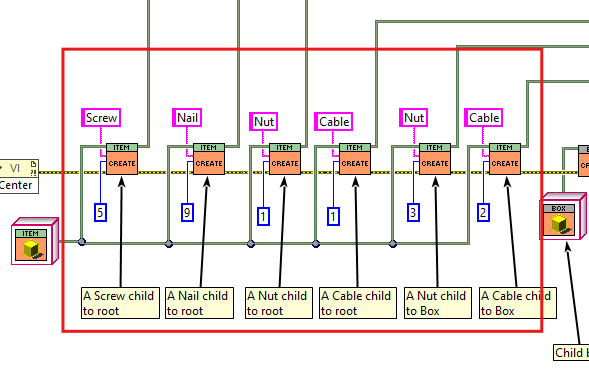 Screw
Nail
Nut
Cable
Nut
Cable
ITEM
CREATE
ITEM
CREATE
ITEM
CREATE
ITEM
CREATE
ITEM
CREATE
ITEM
CREATE
VI
Center
5
9
1
1
3
2
ITEM
BOX
A Screw child
to root
A Nail child
to root
A Nut child
to root
A Cable child
to root
A Nut child
to Box
A Cable child
to Box
Child